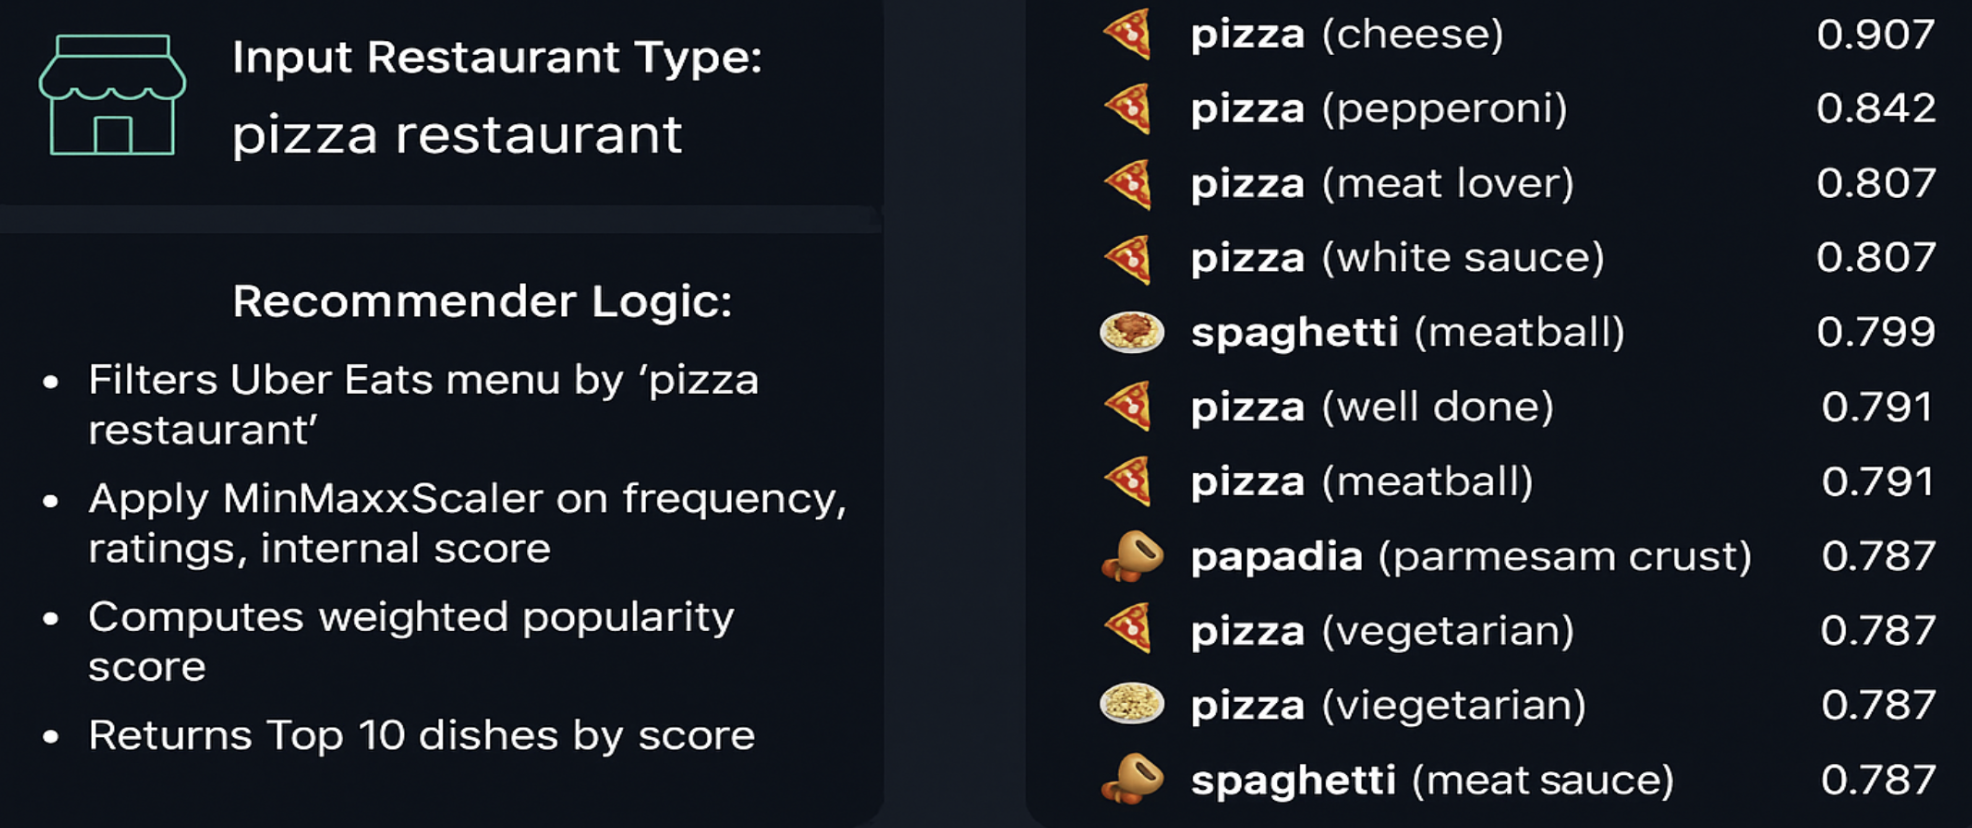 Input Restaurant Type:
pizza restaurant
Recommender Logic:
• Filters Uber Eats menu by ‘pizza
restaurant’
• Apply MinMaxxScaler on frequency,
ratings, internal score
• Computes weighted popularity
score
• Returns Top 10 dishes by score
pizza (cheese) 0.907
pizza (pepperoni) 0.842
pizza (meat lover) 0.807
pizza (white sauce) 0.807
spaghetti (meatball) 0.799
pizza (well done) 0.791
pizza (meatball) 0.791
papadia (parmesam crust) 0.787
pizza (vegetarian) 0.787
pizza (viegetarian) 0.787
spaghetti (meat sauce) 0.787